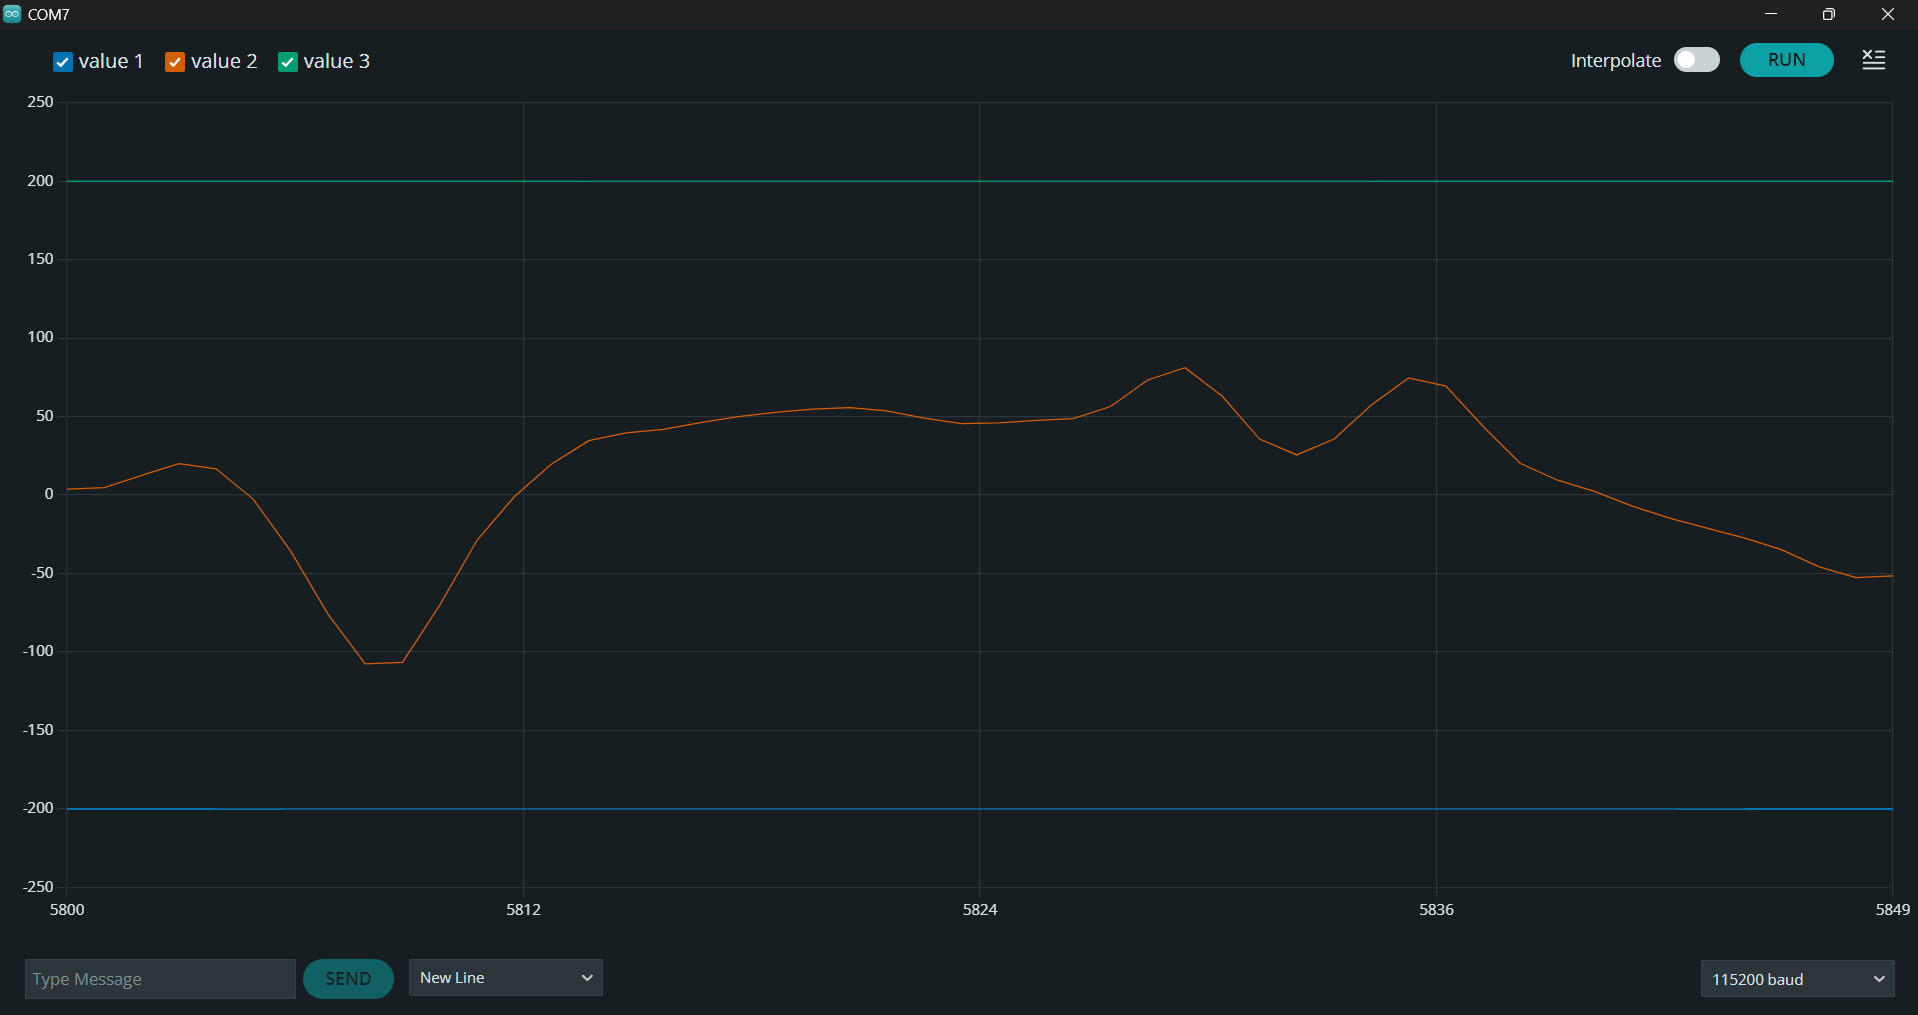 COM7
value 1 value 2 value 3 Interpolate RUN
250
200
150
100
50
0
-50
-100
-150
-200
-250
5800 5812 5824 5836 5849
Type Message SEND New Line 115200 baud